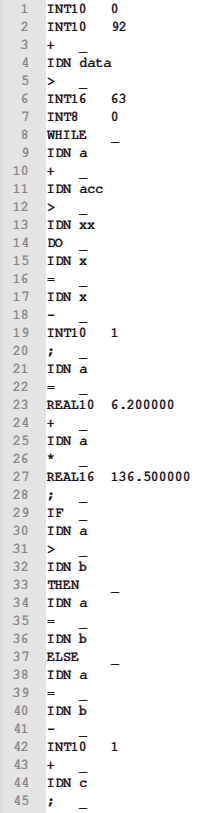 1 INT10 0
2 INT10 92
3 + _
4 IDN data
5 > _
6 INT16 63
7 INT8 0
8 WHILE _
9 IDN a
10 + _
11 IDN acc
12 > _
13 IDN xx
14 DO _
15 IDN x
16 = _
17 IDN x
18 - _
19 INT10 1
20 ; _
21 IDN a
22 = _
23 REAL10 6.200000
24 + _
25 IDN a
26 * _
27 REAL16 136.500000
28 ; _
29 IF _
30 IDN a
31 > _
32 IDN b
33 THEN _
34 IDN a
35 = _
36 IDN b
37 ELSE _
38 IDN a
39 = _
40 IDN b
41 - _
42 INT10 1
43 + _
44 IDN c
45 ; _